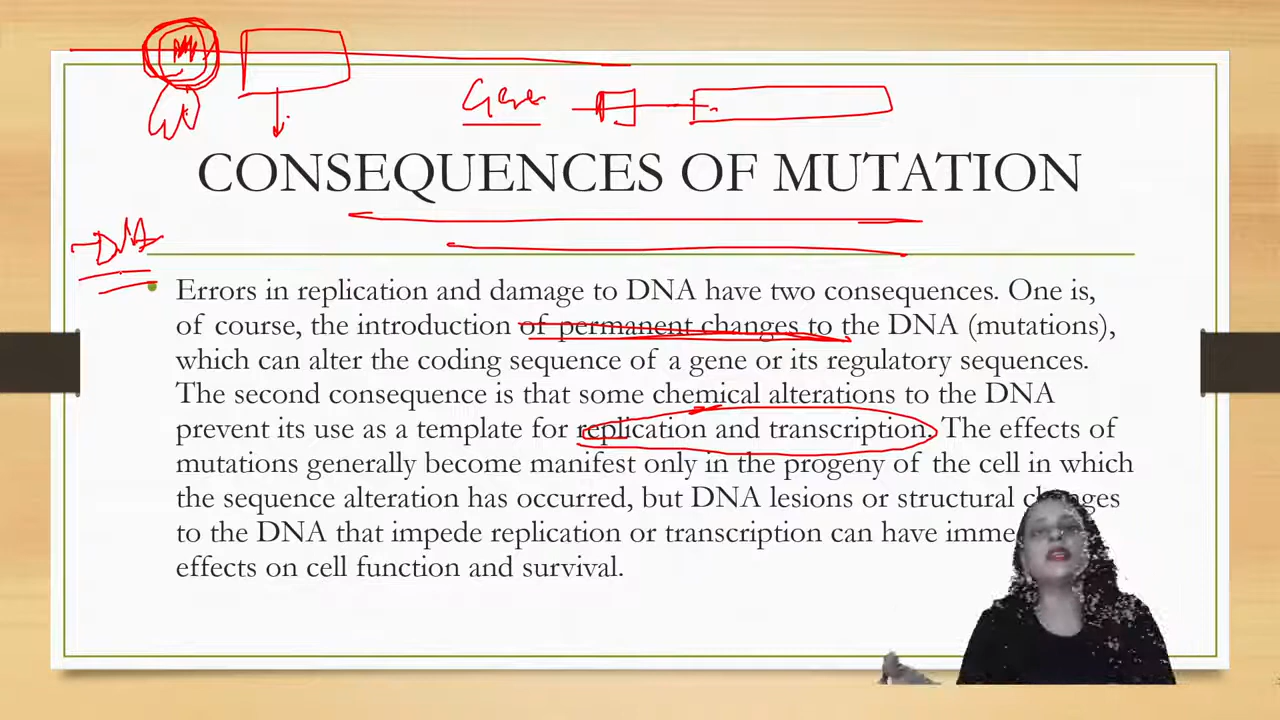 Gene
CONSEQUENCES OF MUTATION
DNA
Errors in replication and damage to DNA have two consequences. One is,
of course, the introduction of permanent changes to the DNA (mutations),
which can alter the coding sequence of a gene or its regulatory sequences.
The second consequence is that some chemical alterations to the DNA
prevent its use as a template for replication and transcription. The effects of
mutations generally become manifest only in the progeny of the cell in which
the sequence alteration has occurred, but DNA lesions or structural changes
to the DNA that impede replication or transcription can have
effects on cell function and survival.